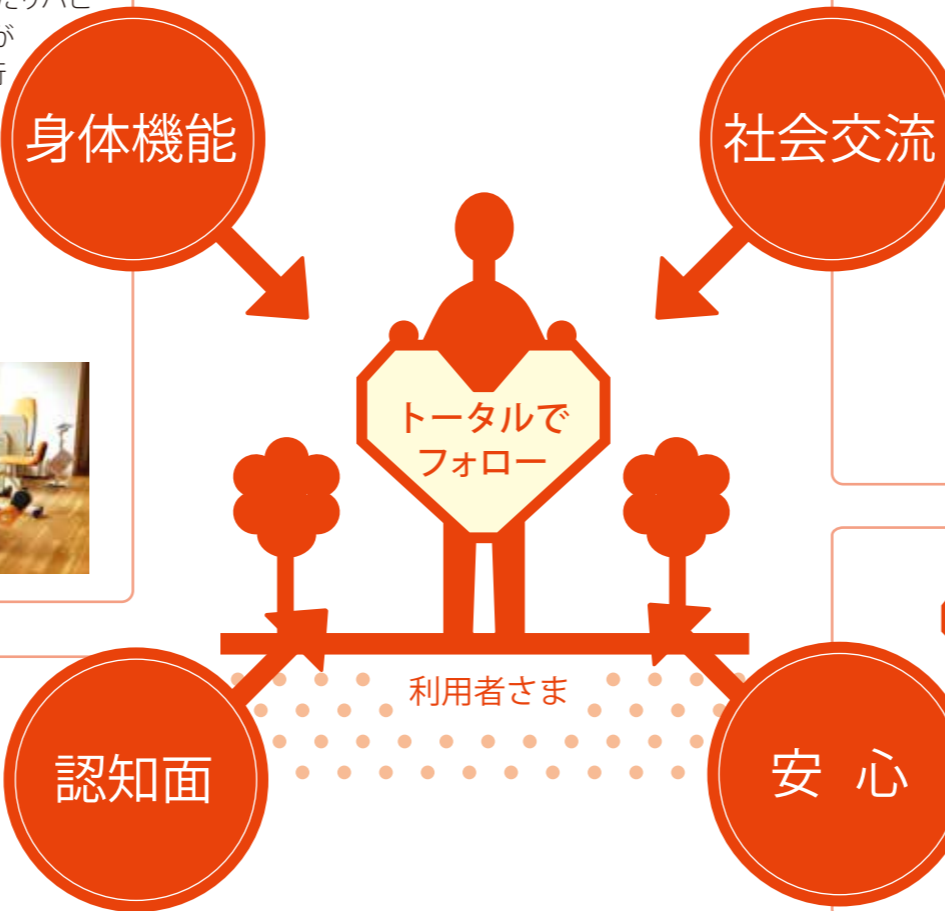 が
身体機能
社会交流
トータルで
フォロー
利用者さま
認知面
安 心